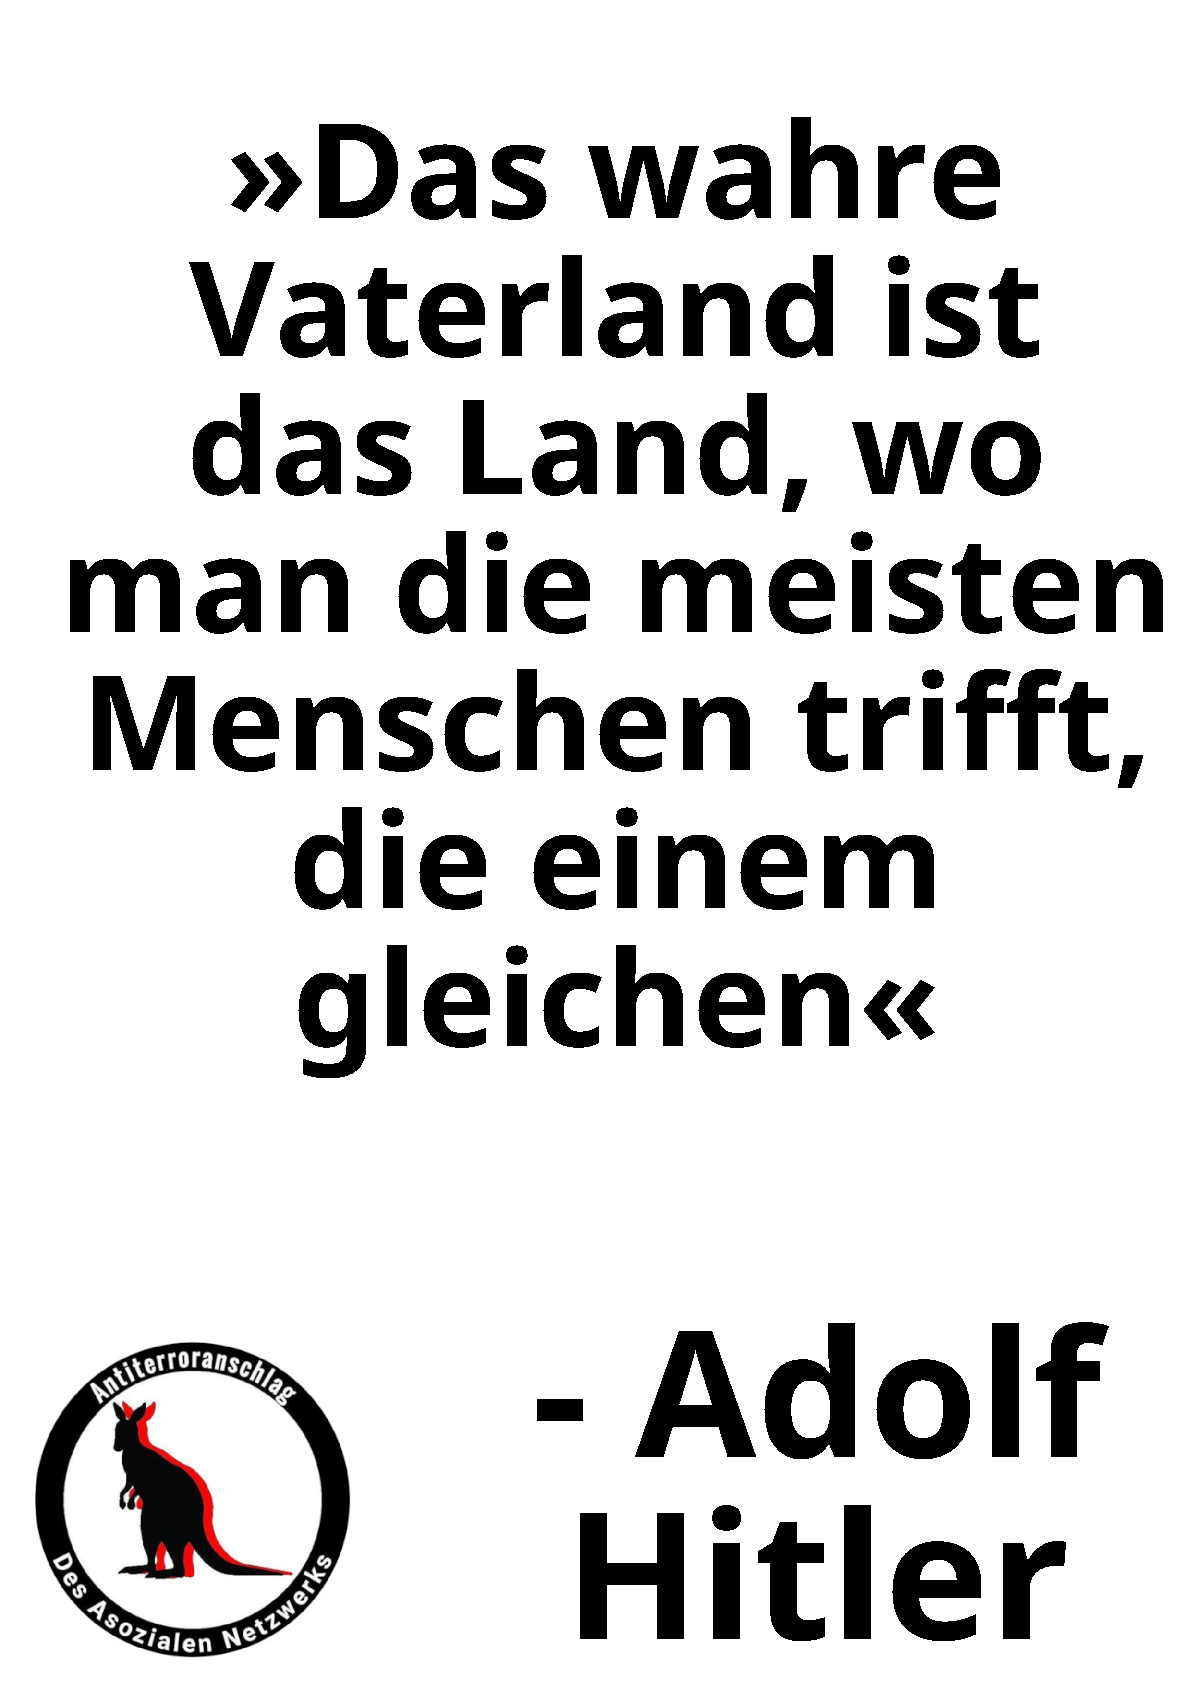 »Das wahre
Vaterland ist
das Land, wo
man die meisten
Menschen trifft,
die einem
gleichen«
- Adolf
Hitler
Antiterroranschlag
Des Asozialen Netzwerks